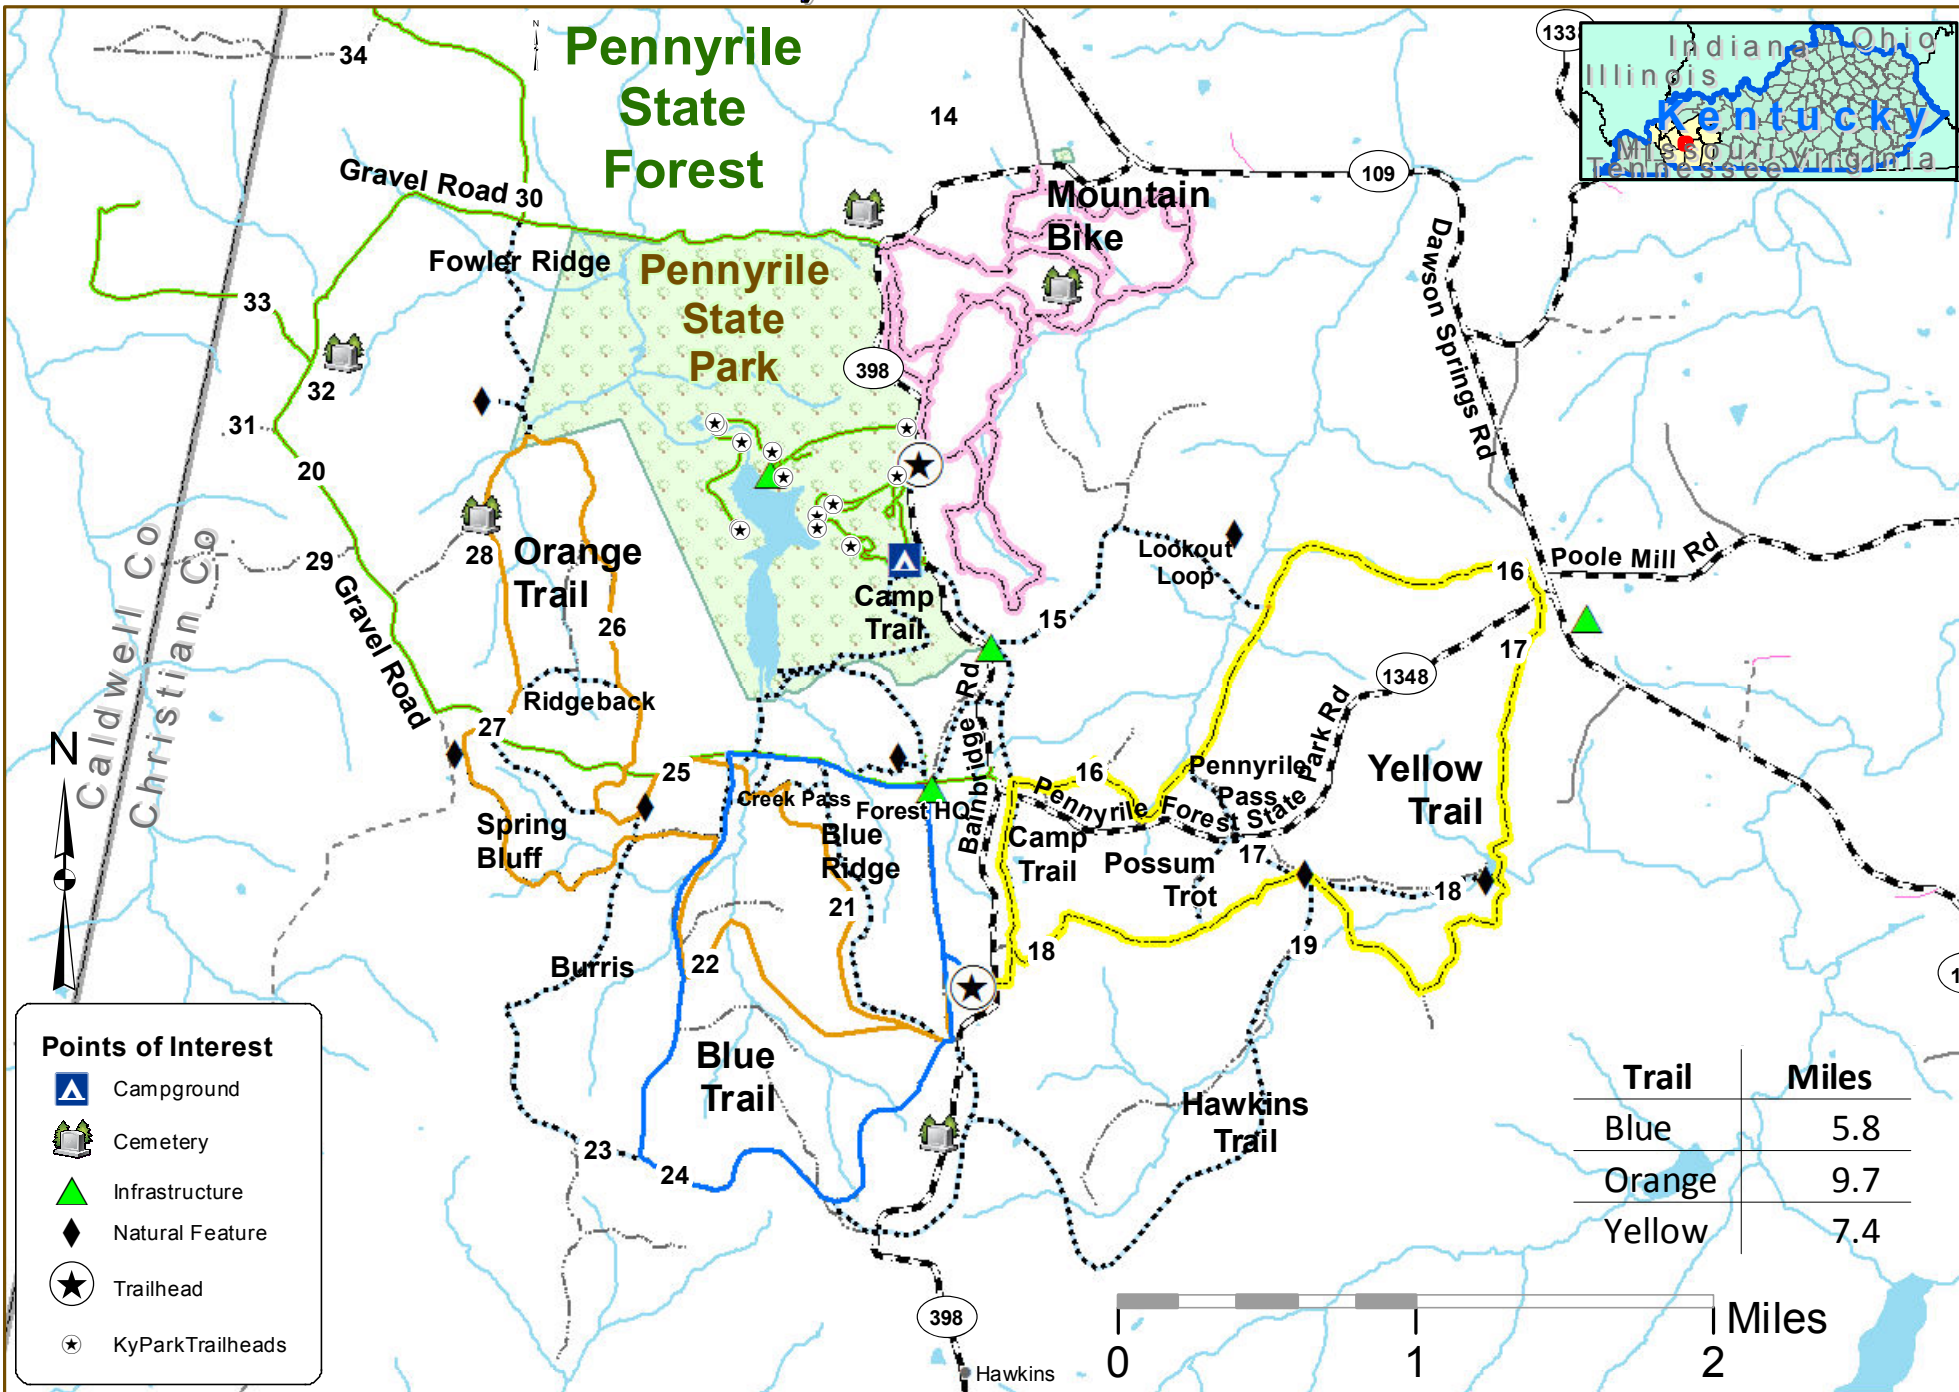 Pennyrile
State
Forest
34
14
133
Indiana
Ohio
Illinois
Kentucky
Missouri
Tennessee
Virginia
Gravel Road
30
109
Mountain
Bike
Fowler Ridge
Pennyrile
State
Park
33
398
32
31
20
Dawson Springs Rd
29
28
Orange
Trail
26
Lookout
Loop
16
Poole Mill Rd
Camp
Trail
15
17
1348
Caldwell Co
Christian Co.
Gravel Road
Ridgeback
27
25
Bainbridge Rd
16
Pennyrile
Pass
Pennyrile Forest State Park Rd
Yellow
Trail
N
Creek Pass
Forest HQ
Spring
Bluff
Blue
Ridge
Camp
Trail
Possum
Trot
17
18
21
18
19
22
Burris
Blue
Trail
Hawkins
Trail
23
24
398
Hawkins
Points of Interest
Campground
Cemetery
Infrastructure
Natural Feature
Trailhead
KyParkTrailheads
Trail Miles
Blue 5.8
Orange 9.7
Yellow 7.4
Miles
0 1 2